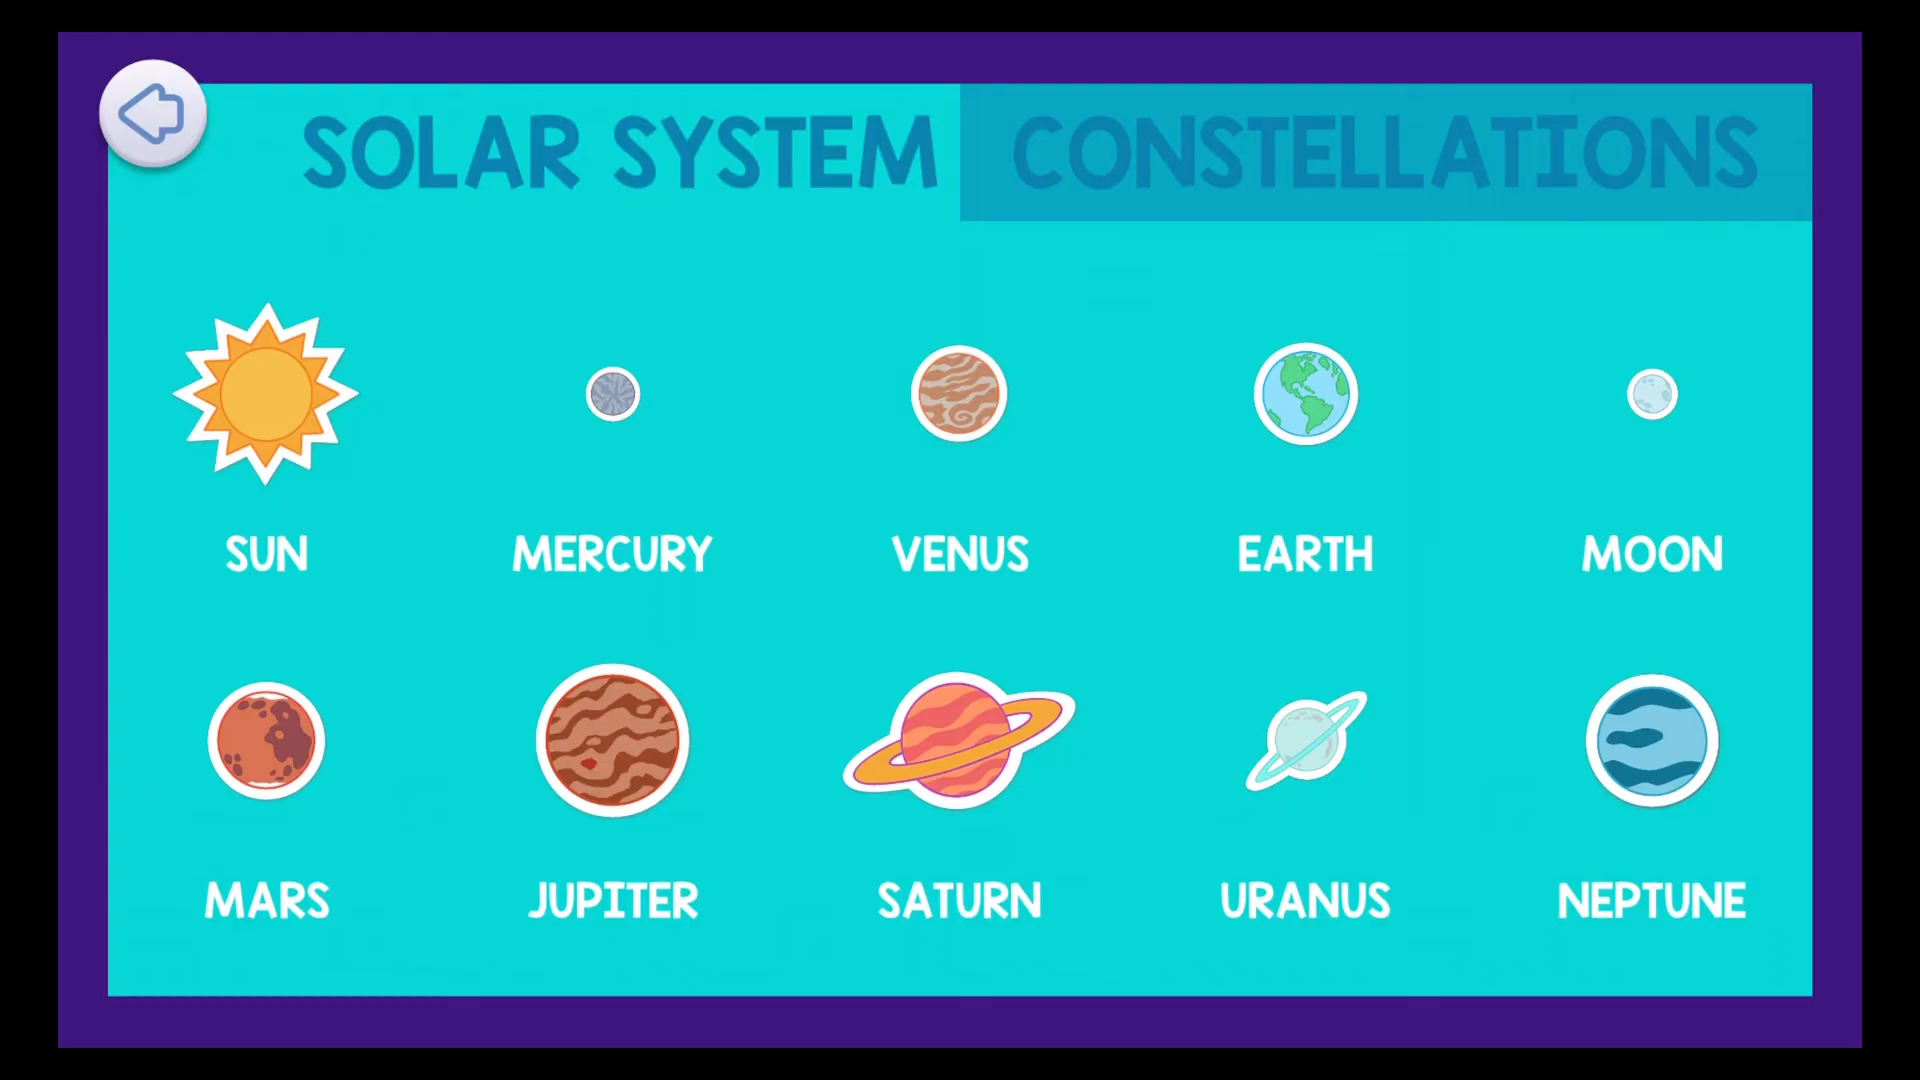 SOLAR SYSTEM CONSTELLATIONS
SUN MERCURY VENUS EARTH MOON
MARS JUPITER SATURN URANUS NEPTUNE